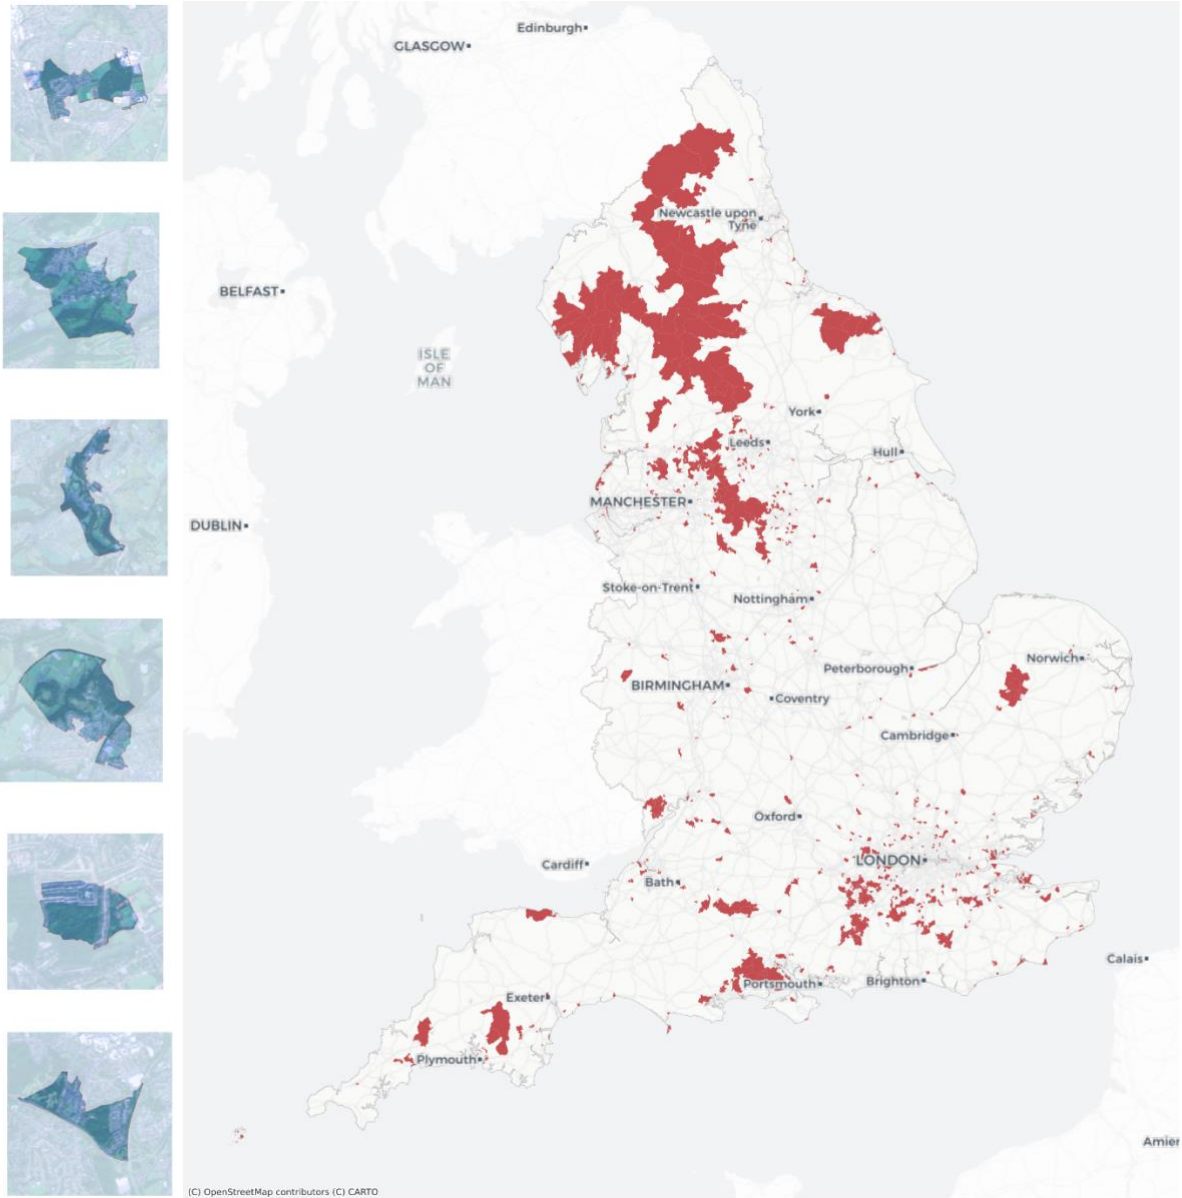 Edinburgh
GLASGOW
Newcastle upon
Tyne
BELFAST
ISLE
OF
MAN
York
Leeds
Hull
MANCHESTER
DUBLIN
Stoke-on-Trent
Nottingham
Norwich
Peterborough
BIRMINGHAM
Coventry
Cambridge
Oxford
LONDON
Cardiff
Bath
Calais
Portsmouth
Brighton
Exeter
Plymouth
Amier
(C) OpenStreetMap contributors (C) CARTO